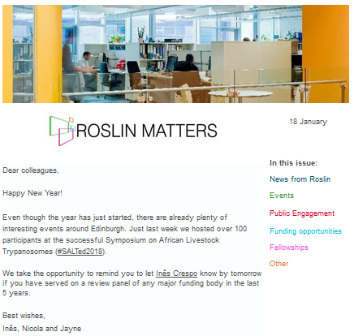 ROSLIN MATTERS
18 January
Dear colleagues,
Happy New Year!
Even though the year has just started, there are already plenty of
interesting events around Edinburgh. Just last week we hosted over 100
participants at the successful Symposium on African Livestock
Trypanosomes (#SALTed2018).
We take the opportunity to remind you to let Inês Crespo know by tomorrow
if you have served on a review panel of any major funding body in the last
5 years.
Best wishes,
Inês, Nicola and Jayne
In this issue:
News from Roslin
Events
Public Engagement
Funding opportunities
Fellowships
Other